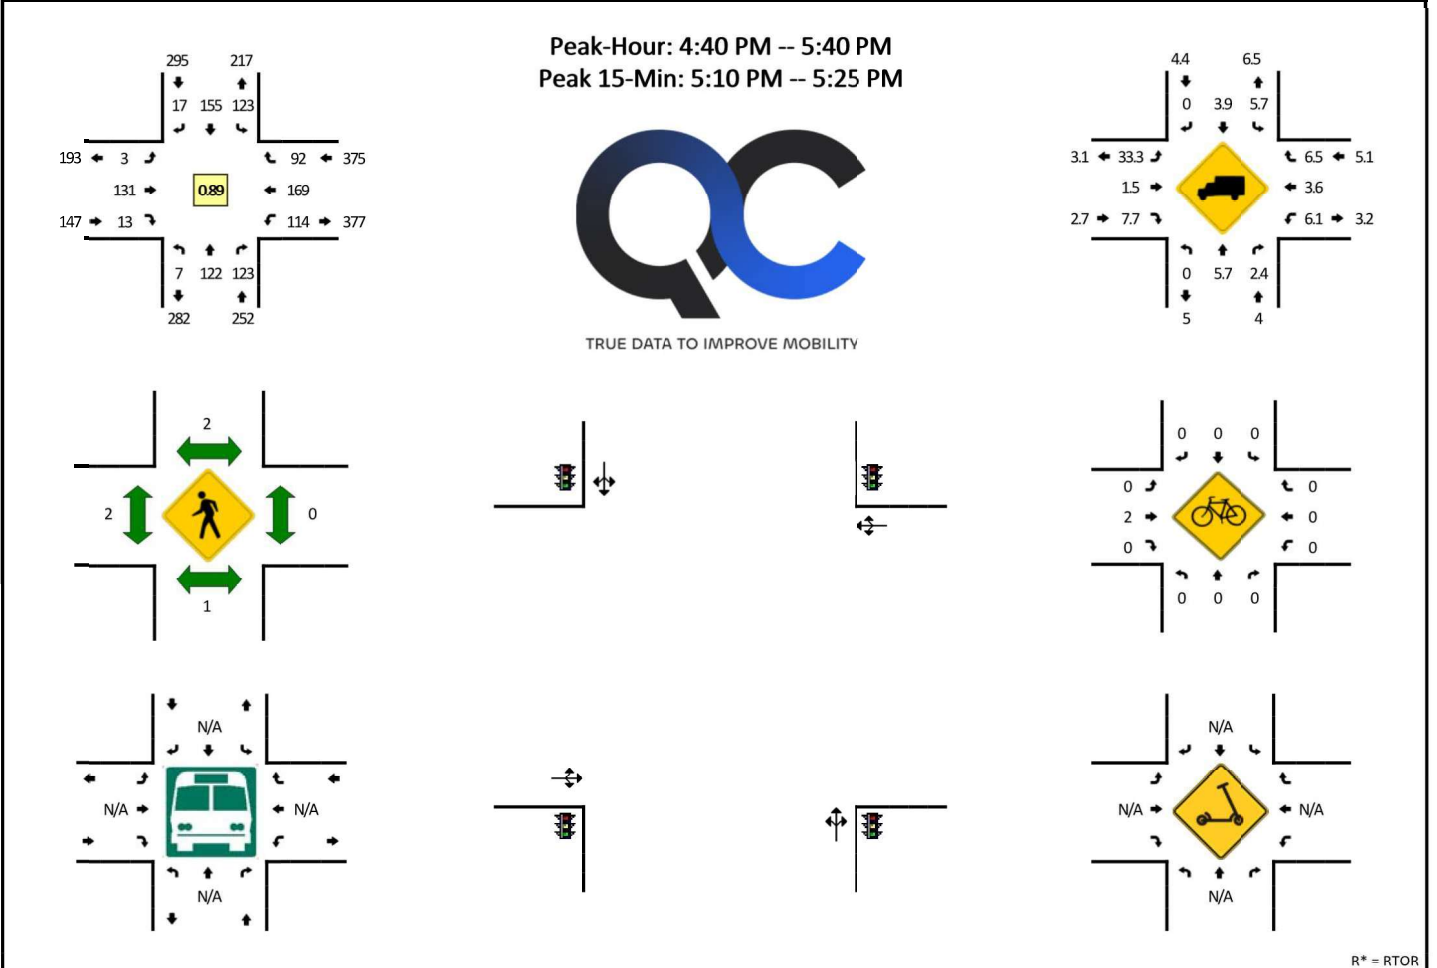 Peak-Hour: 4:40 PM -- 5:40 PM
Peak 15-Min: 5:10 PM -- 5:25 PM
295 217
17 155 123
193 3 92 375
131 0.89 169
147 13 114 377
7 122 123
282 252
TRUE DATA TO IMPROVE MOBILITY
4.4 6.5
0 3.9 5.7
3.1 33.3 6.5 5.1
1.5 3.6
2.7 7.7 6.1 3.2
0 5.7 2.4
5 4
2
2 0
1
0 0 0
0 0
2 0
0 0
0 0 0
N/A
N/A N/A
N/A
N/A
N/A N/A
N/A
R* = RTOR